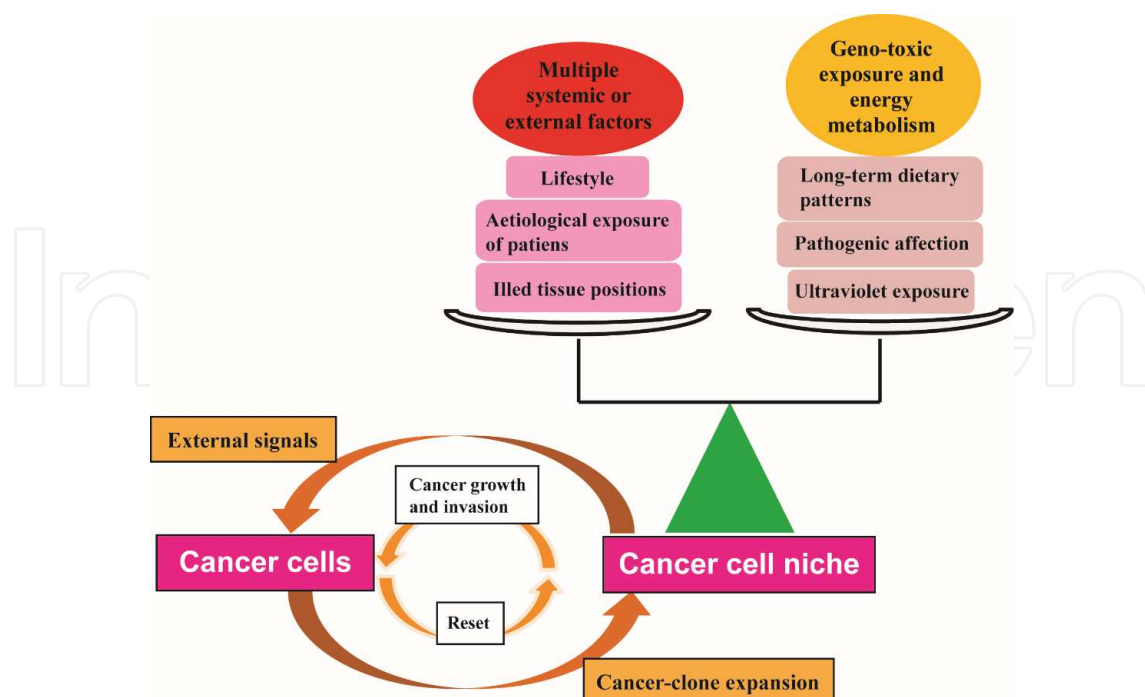 Multiple
systemic or
external factors
Geno-toxic
exposure and
energy
metabolism
Lifestyle
Aetiological exposure
of patiens
Illed tissue positions
Long-term dietary
patterns
Pathogenic affection
Ultraviolet exposure
External signals
Cancer growth
and invasion
Cancer cells
Cancer cell niche
Reset
Cancer-clone expansion